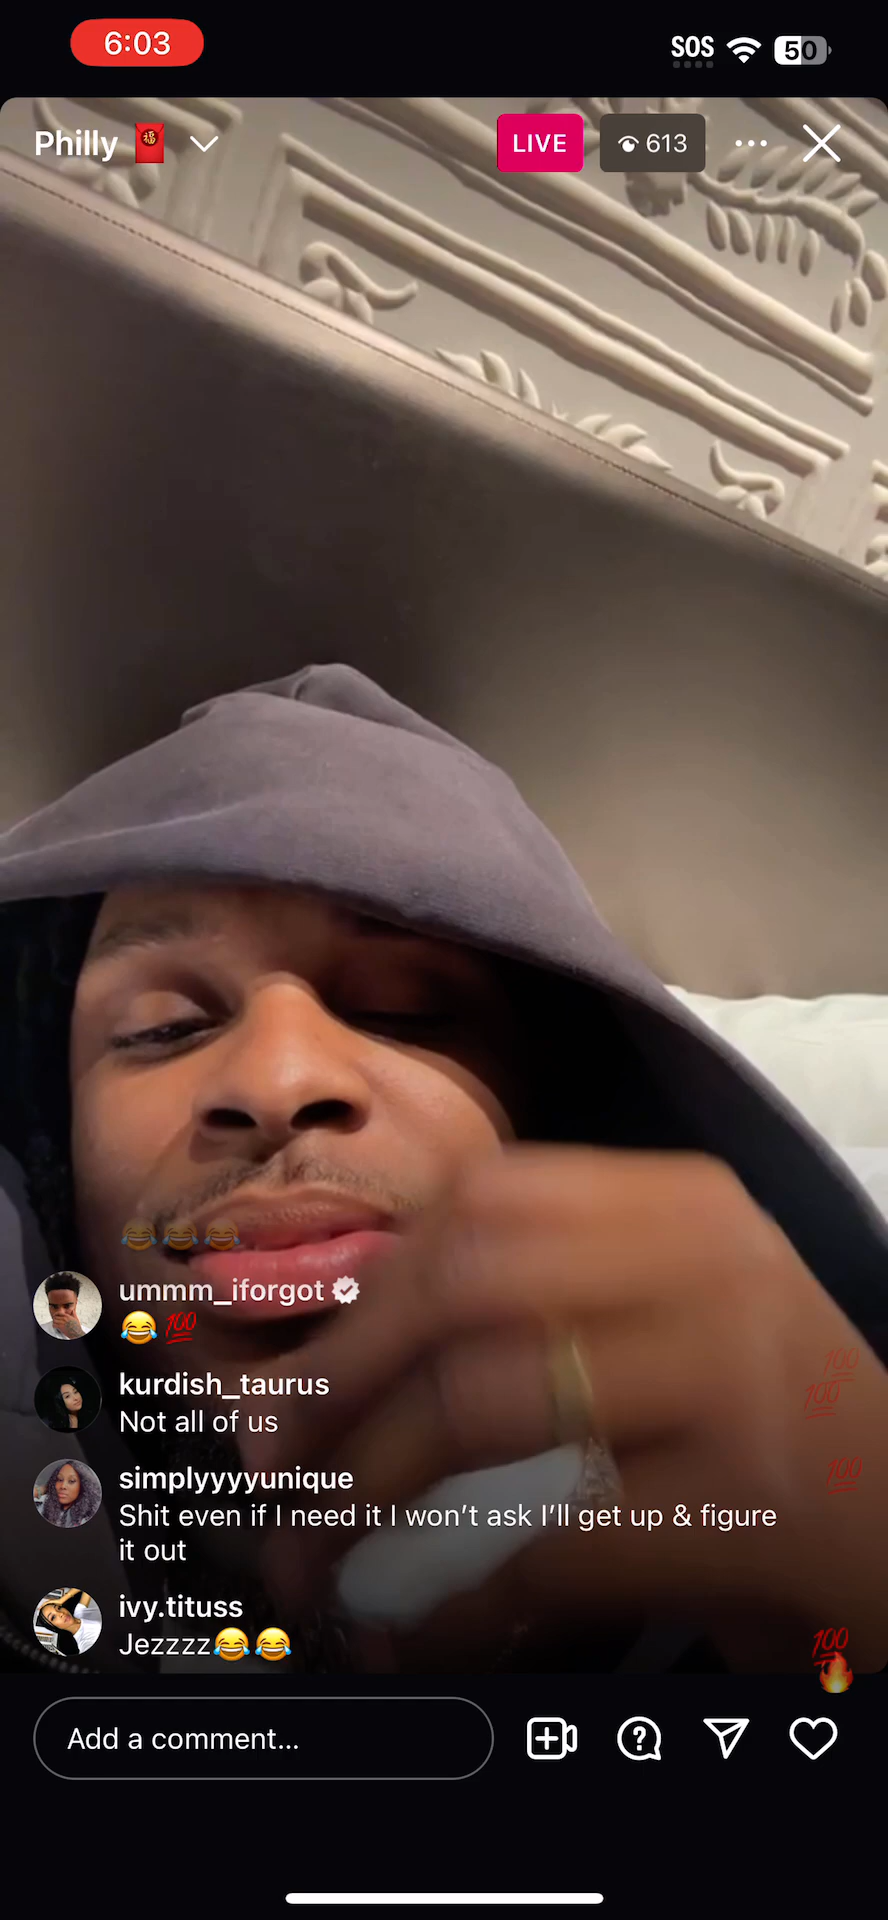 6:03
SOS
50
Philly 🧧
LIVE
613
😂😂😂
ummm_iforgot
😂💯
kurdish_taurus
Not all of us
simplyyyyunique
Shit even if I need it I won’t ask I’ll get up & figure
it out
ivy.tituss
Jezzzz😂😂
Add a comment...